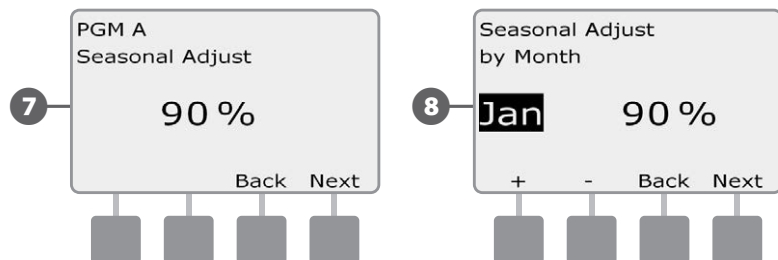 PGM A
Seasonal Adjust
7
90 %
Back Next
Seasonal Adjust
by Month
8
Jan 90 %
+ - Back Next